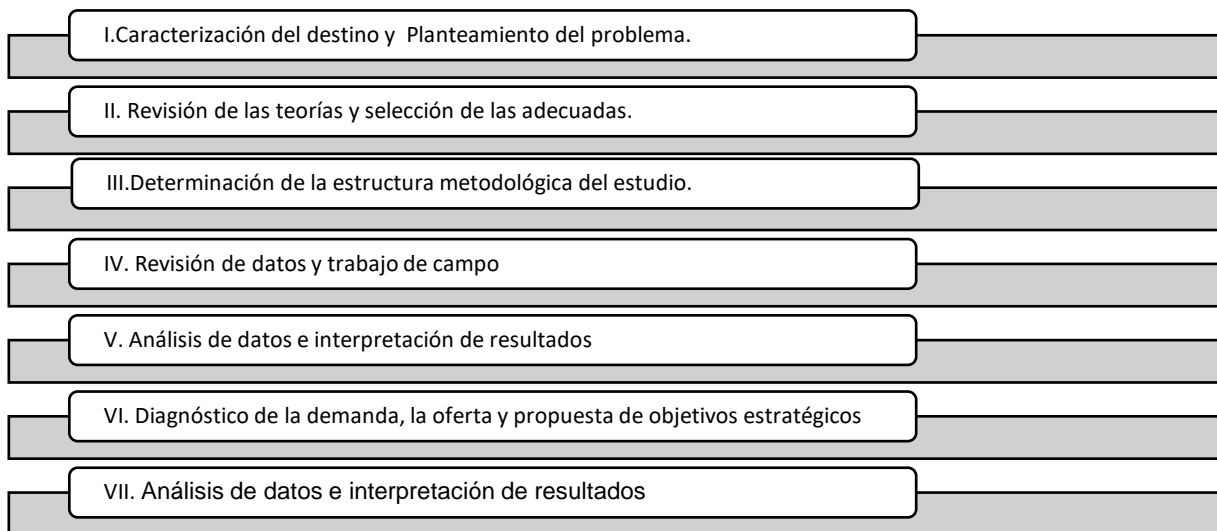 I.Caracterización del destino y Planteamiento del problema.
II. Revisión de las teorías y selección de las adecuadas.
III.Determinación de la estructura metodológica del estudio.
IV. Revisión de datos y trabajo de campo
V. Análisis de datos e interpretación de resultados
VI. Diagnóstico de la demanda, la oferta y propuesta de objetivos estratégicos
VII. Análisis de datos e interpretación de resultados